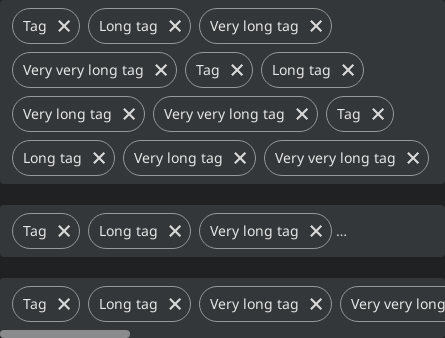 Tag Long tag Very long tag
Very very long tag Tag Long tag
Very long tag Very very long tag Tag
Long tag Very long tag Very very long tag
Tag Long tag Very long tag ...
Tag Long tag Very long tag Very very long